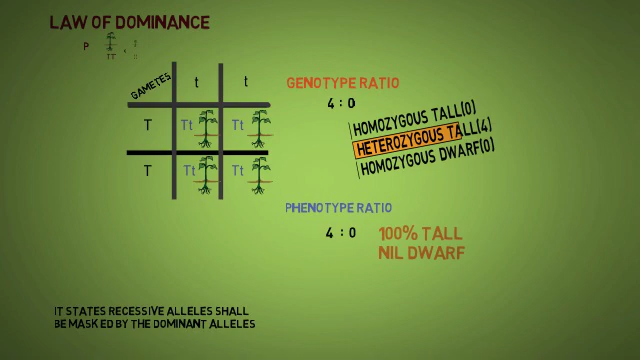 LAW OF DOMINANCE
P TT x
GAMETES t t
T Tt Tt
T Tt Tt
GENOTYPE RATIO
4 : 0
HOMOZYGOUS TALL(0)
HETEROZYGOUS TALL(4)
HOMOZYGOUS DWARF(0)
PHENOTYPE RATIO
4 : 0
100% TALL
NIL DWARF
IT STATES RECESSIVE ALLELES SHALL
BE MASKED BY THE DOMINANT ALLELES